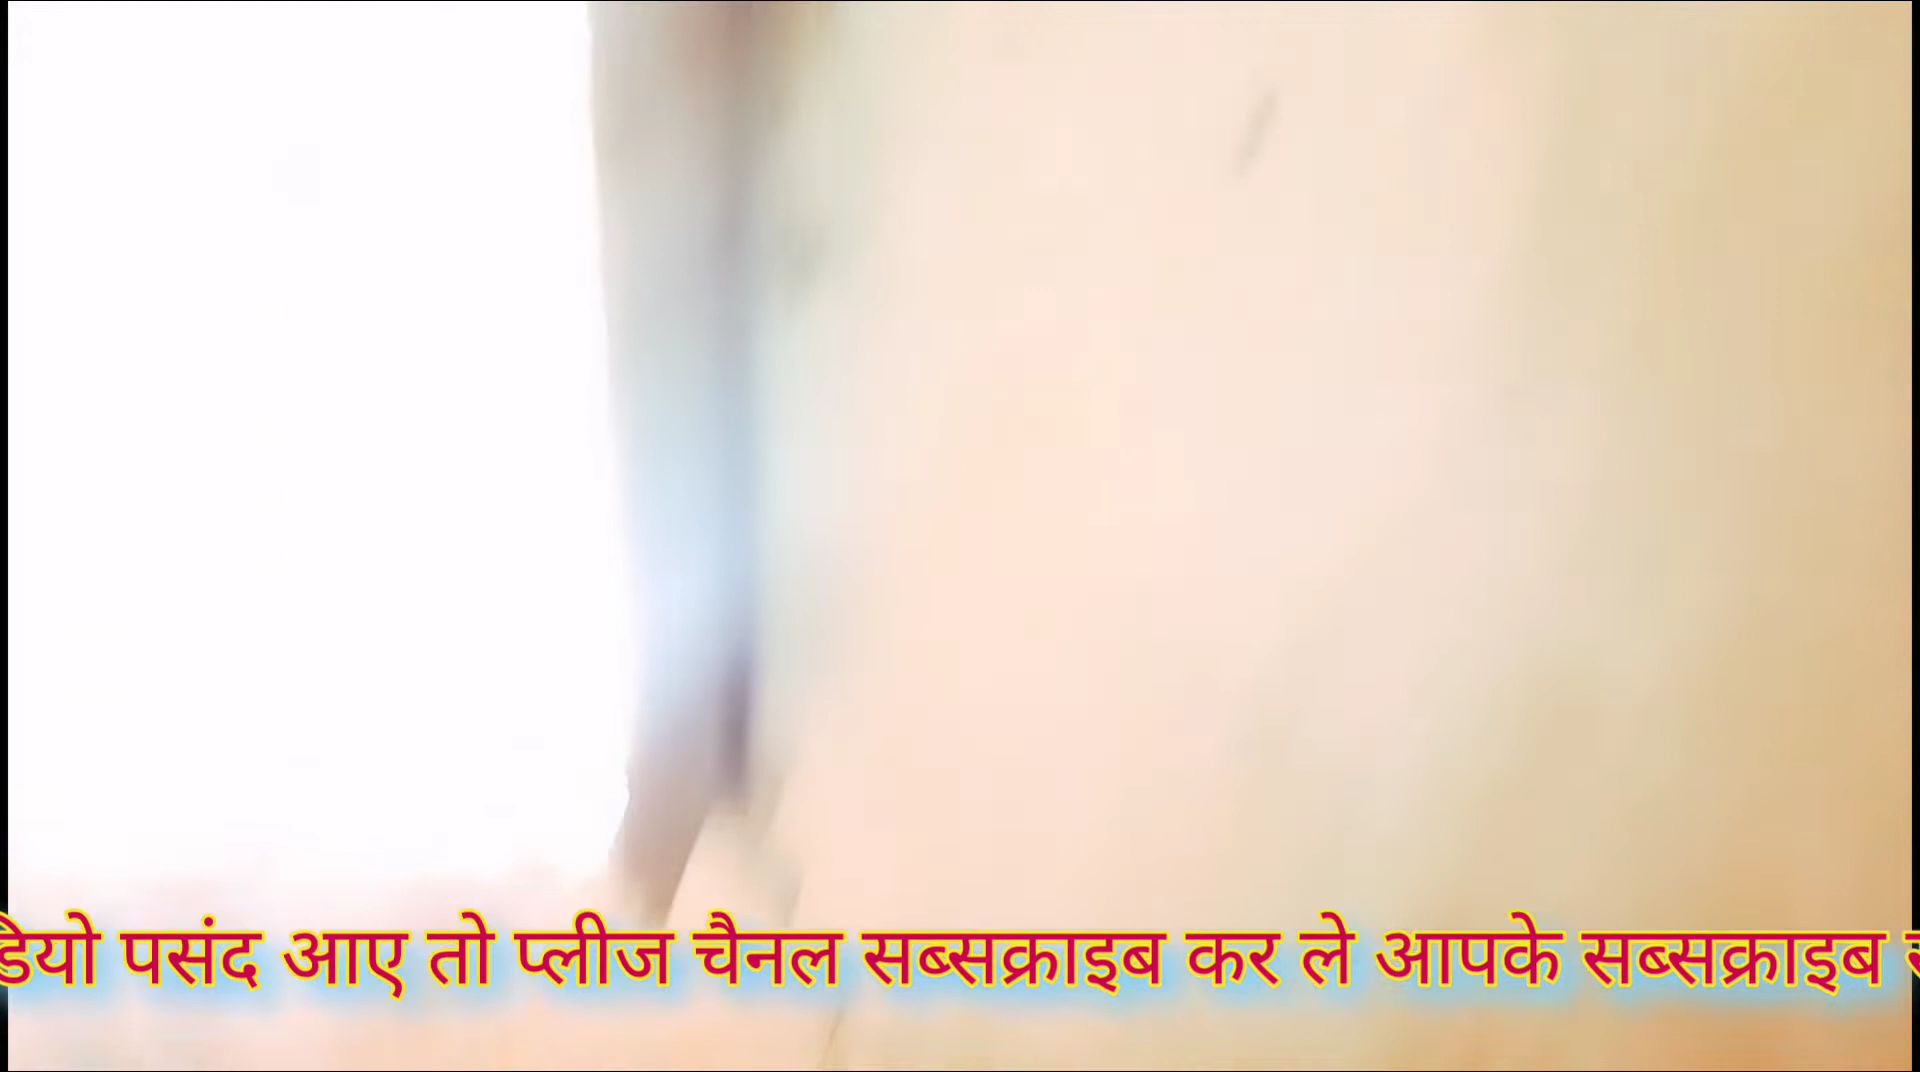 पसंद आए तो प्लीज चैनल सब्सक्राइब कर ले आपके सब्सक्राइब